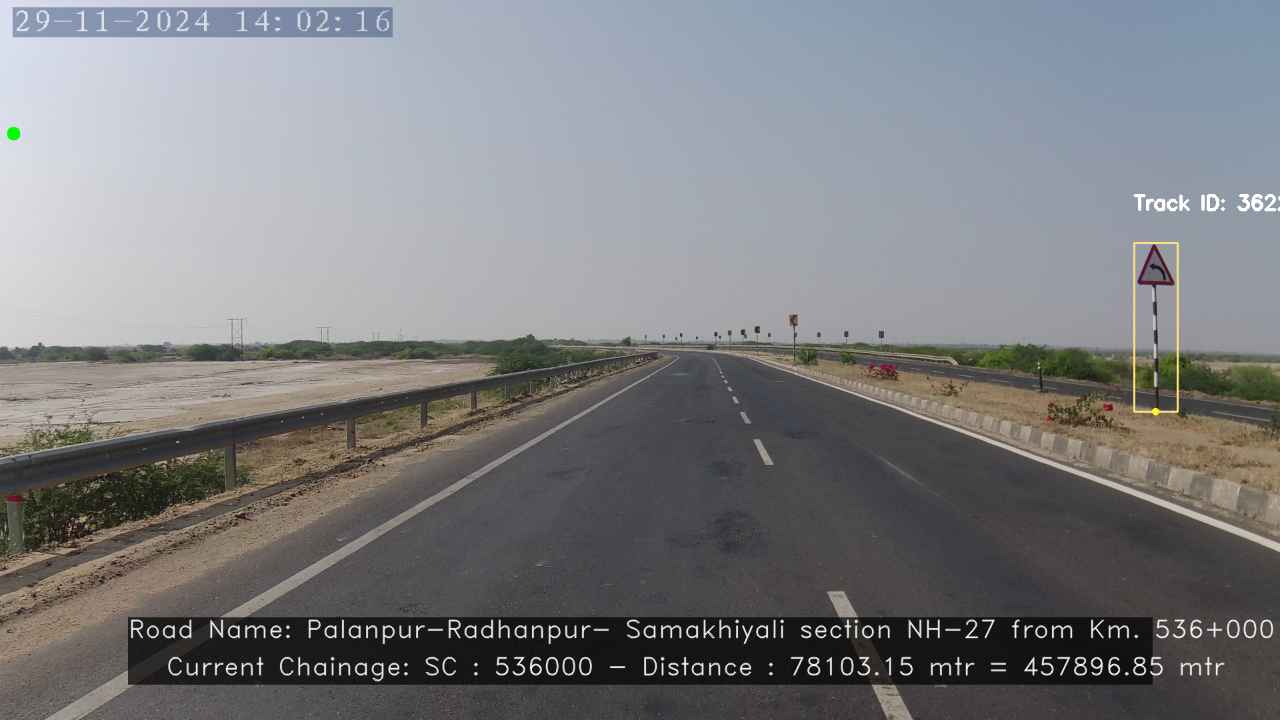 29-11-2024 14:02:16
Track ID: 362
Road Name: Palanpur-Radhanpur- Samakhiyali section NH-27 from Km. 536+000
Current Chainage: SC : 536000 - Distance : 78103.15 mtr = 457896.85 mtr